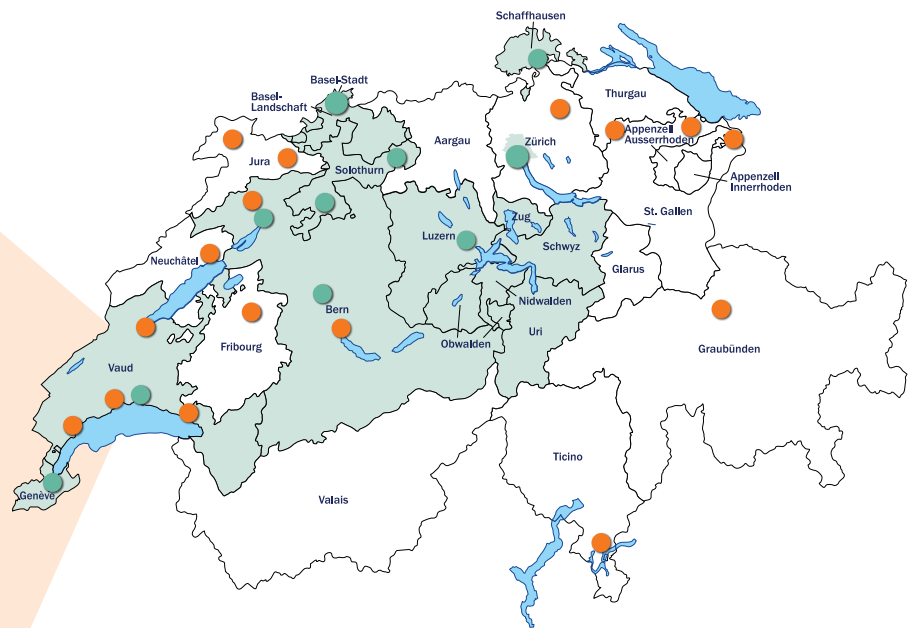 Schaffhausen
Basel-Stadt
Basel-
Landschaft
Thurgau
Aargau
Zürich
Appenzell
Ausserrhoden
Jura
Solothurn
Appenzell
Innerrhoden
St. Gallen
Zug
Luzern
Schwyz
Neuchâtel
Glarus
Nidwalden
Bern
Uri
Obwalden
Fribourg
Graubünden
Vaud
Ticino
Genève
Valais